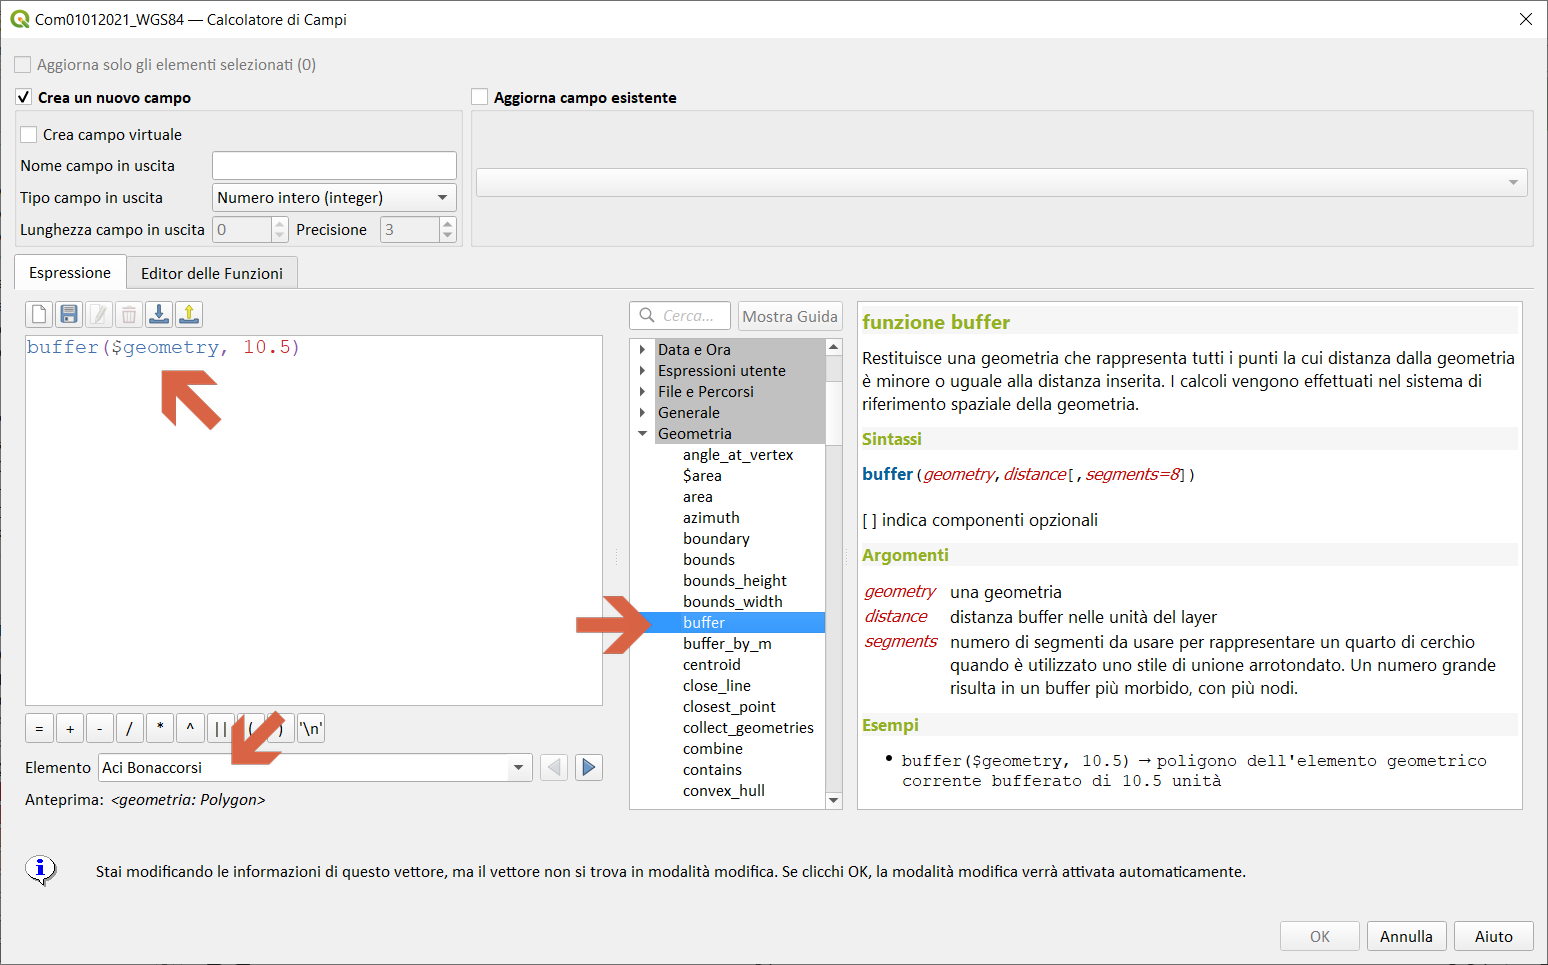 Com01012021_WGS84 — Calcolatore di Campi
Aggiorna solo gli elementi selezionati (0)
Crea un nuovo campo
Aggiorna campo esistente
Crea campo virtuale
Nome campo in uscita
Tipo campo in uscita Numero intero (integer)
Lunghezza campo in uscita 0 Precisione 3
Espressione Editor delle Funzioni
Cerca... Mostra Guida
buffer($geometry, 10.5)
Data e Ora
Espressioni utente
File e Percorsi
Generale
Geometria
angle_at_vertex
$area
area
azimuth
boundary
bounds
bounds_height
bounds_width
buffer
buffer_by_m
centroid
close_line
closest_point
collect_geometries
combine
contains
convex_hull
funzione buffer
Restituisce una geometria che rappresenta tutti i punti la cui distanza dalla geometria
è minore o uguale alla distanza inserita. I calcoli vengono effettuati nel sistema di
riferimento spaziale della geometria.
Sintassi
buffer(geometry,distance[,segments=8])
[ ] indica componenti opzionali
Argomenti
geometry una geometria
distance distanza buffer nelle unità del layer
segments numero di segmenti da usare per rappresentare un quarto di cerchio
quando è utilizzato uno stile di unione arrotondato. Un numero grande
risulta in un buffer più morbido, con più nodi.
Esempi
• buffer($geometry, 10.5) → poligono dell'elemento geometrico
corrente bufferato di 10.5 unità
= + - / * ^ || ( ) '\n'
Elemento Aci Bonaccorsi
Anteprima: <geometria: Polygon>
Stai modificando le informazioni di questo vettore, ma il vettore non si trova in modalità modifica. Se clicchi OK, la modalità modifica verrà attivata automaticamente.
OK Annulla Aiuto